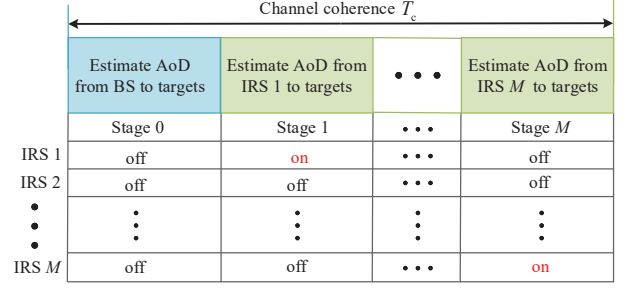 Channel coherence T_c
Estimate AoD from BS to targets
Estimate AoD from IRS 1 to targets
• • •
Estimate AoD from IRS M to targets
Stage 0 Stage 1 • • • Stage M
IRS 1 off on • • • off
IRS 2 off off • • • off
IRS M off off • • • on